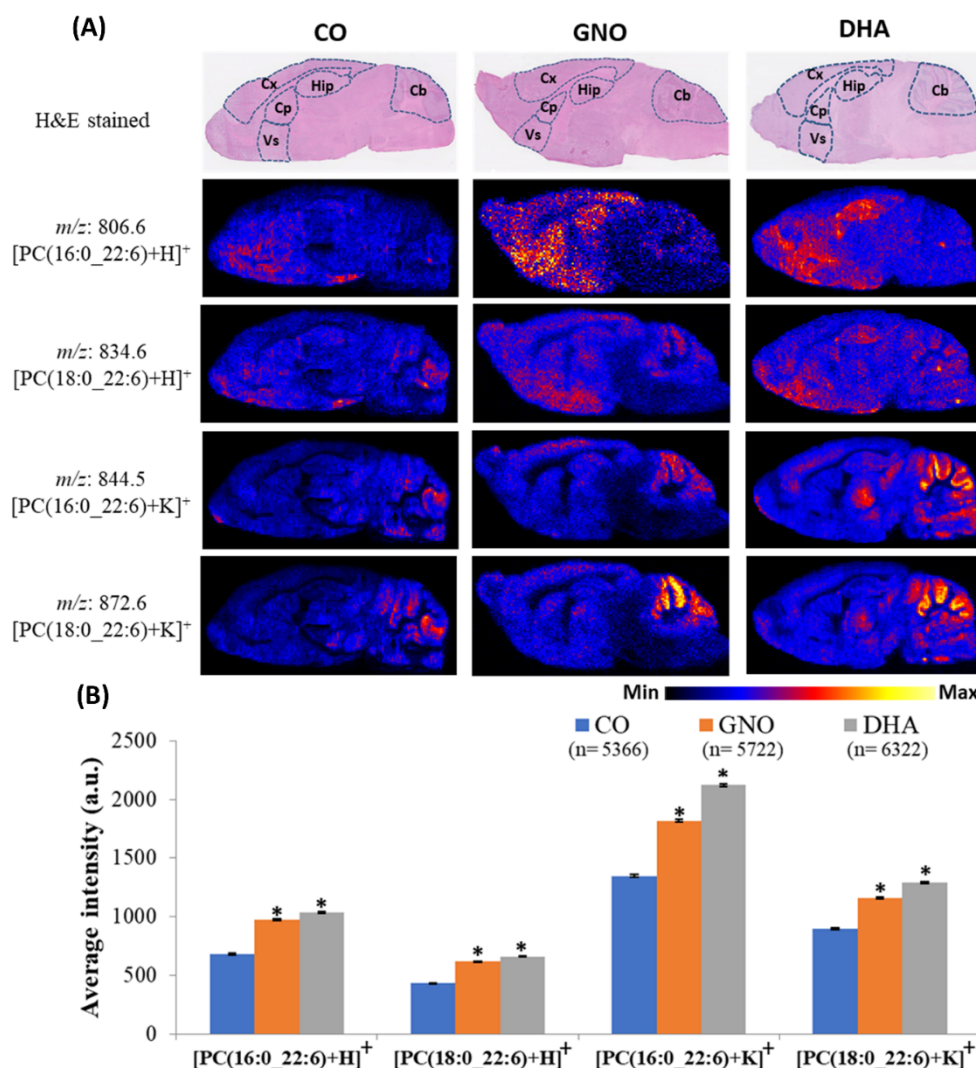 (A)
CO GNO DHA
H&E stained
Cx Hip Cb Cp Vs
Cx Hip Cb Cp Vs
Cx Hip Cb Cp Vs
m/z: 806.6
[PC(16:0_22:6)+H]⁺
m/z: 834.6
[PC(18:0_22:6)+H]⁺
m/z: 844.5
[PC(16:0_22:6)+K]⁺
m/z: 872.6
[PC(18:0_22:6)+K]⁺
Min Max
(B)
CO GNO DHA
(n= 5366) (n= 5722) (n= 6322)
Average intensity (a.u.)
2500
2000
1500
1000
500
0
* * * * * * * *
[PC(16:0_22:6)+H]⁺ [PC(18:0_22:6)+H]⁺ [PC(16:0_22:6)+K]⁺ [PC(18:0_22:6)+K]⁺